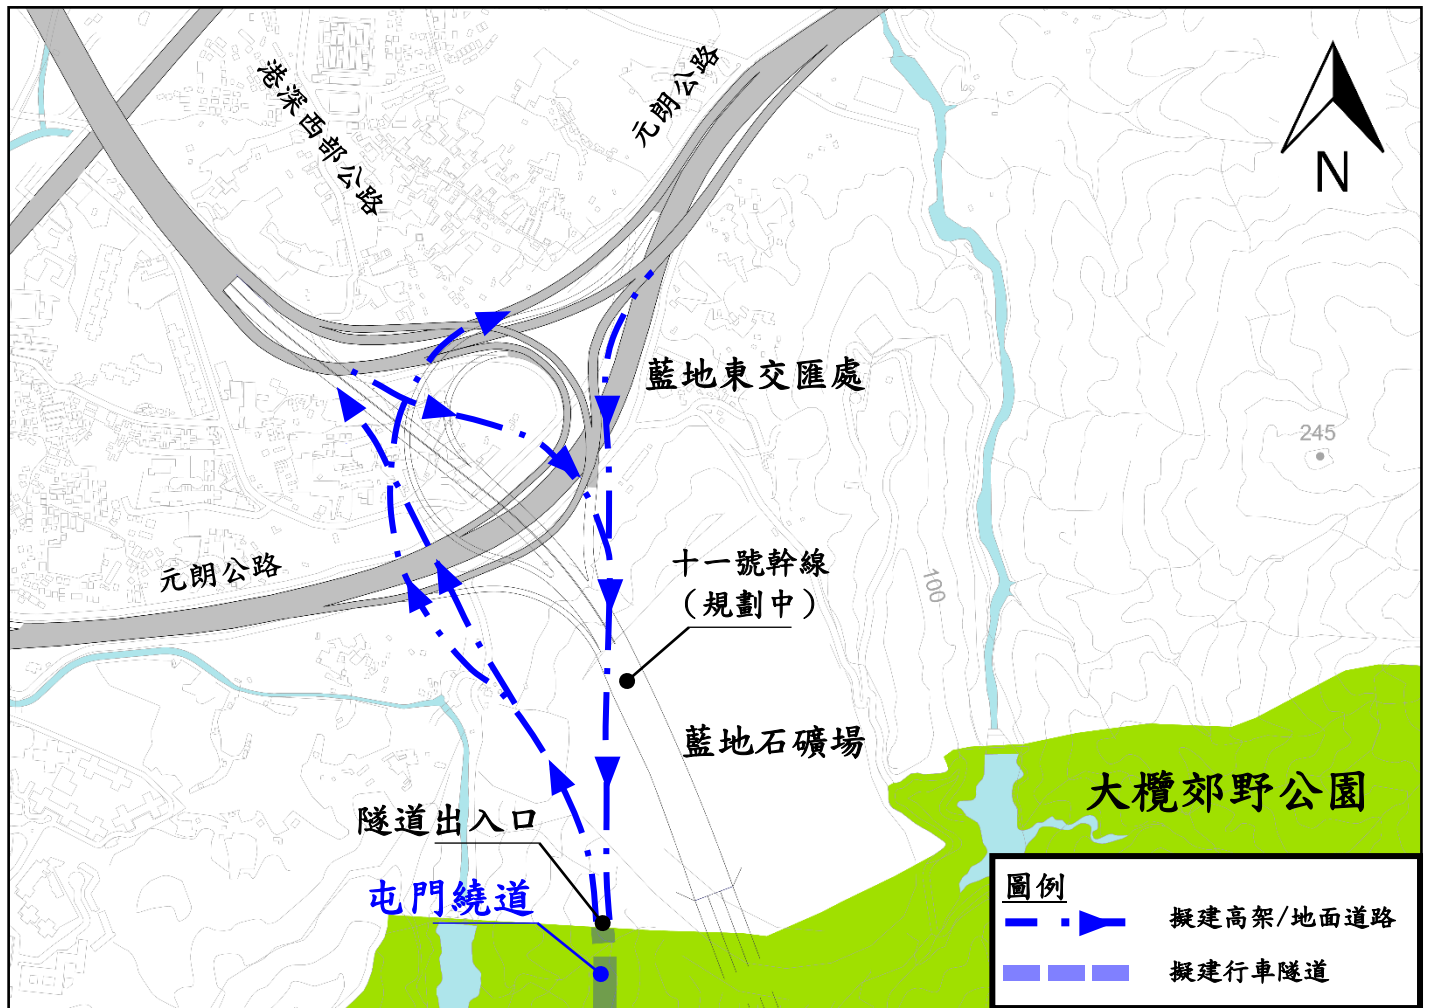 港深西部公路
元朗公路
N
藍地東交匯處
245
元朗公路
十一號幹線
（規劃中）
100
藍地石礦場
大欖郊野公園
隧道出入口
屯門繞道
圖例
擬建高架/地面道路
擬建行車隧道